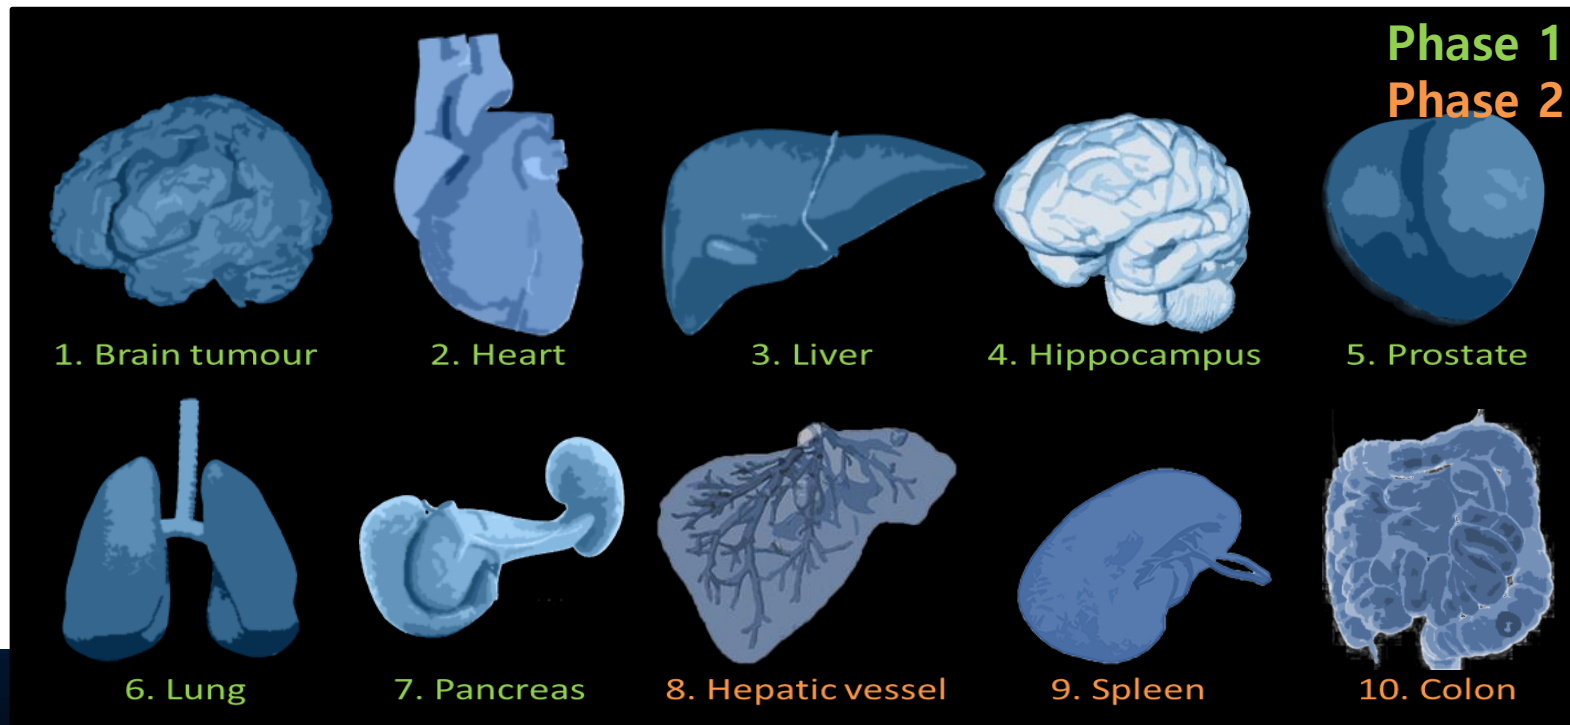 Phase 1
Phase 2
1. Brain tumour
2. Heart
3. Liver
4. Hippocampus
5. Prostate
6. Lung
7. Pancreas
8. Hepatic vessel
9. Spleen
10. Colon